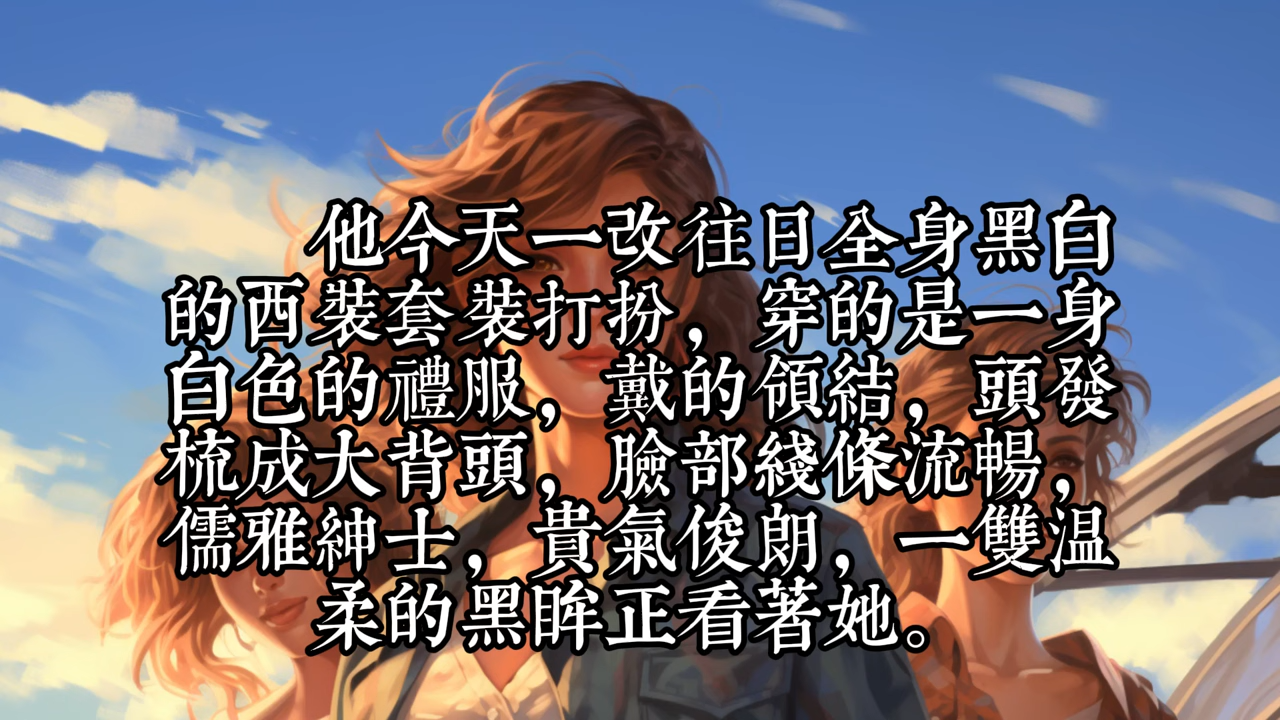 他今天一改往日全身黑白
的西裝套裝打扮，穿的是一身
白色的禮服，戴的領結，頭發
梳成大背頭，臉部綫條流暢，
儒雅紳士，貴氣俊朗，一雙温
柔的黑眸正看著她。